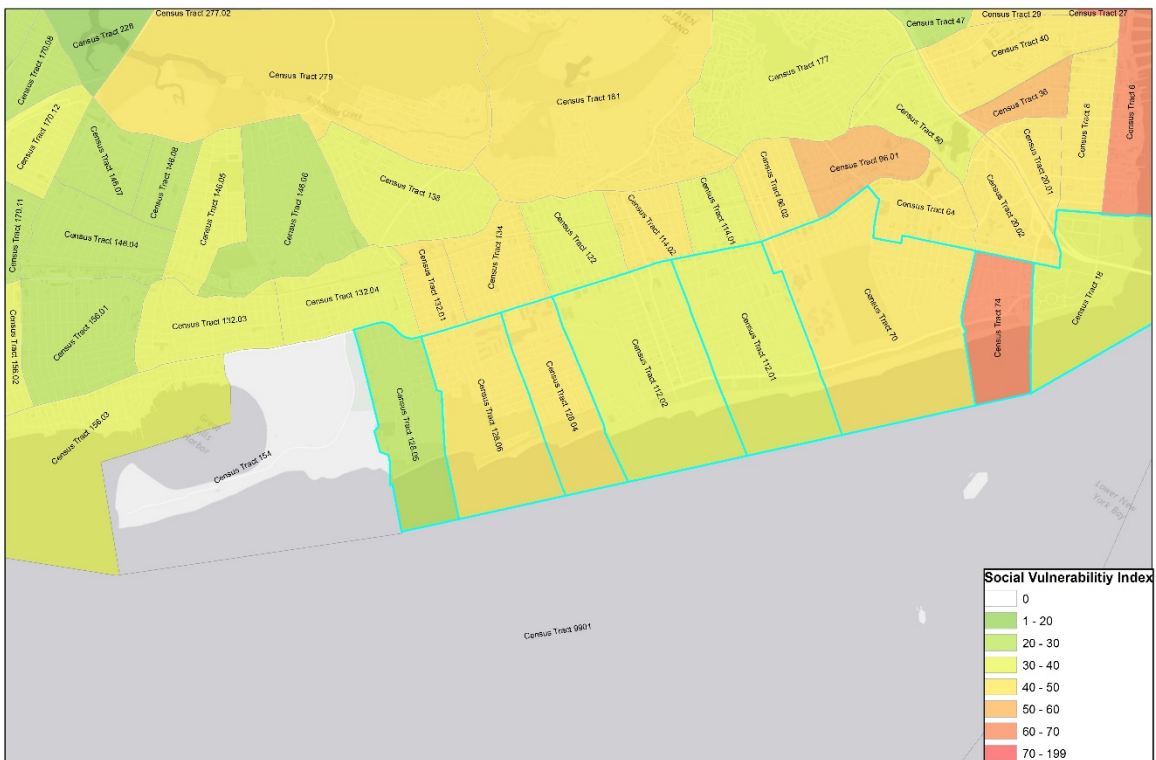 Census Tract 277.02
Census Tract 226
Census Tract 47
Census Tract 29
Census Tract 27
Census Tract 170.08
Census Tract 279
Census Tract 181
Census Tract 177
Census Tract 40
Census Tract 6
STATEN
ISLAND
Census Tract 170.12
Census Tract 146.07
Census Tract 146.08
Census Tract 146.05
Census Tract 146.06
Census Tract 138
Census Tract 50
Census Tract 36
Census Tract 8
Census Tract 96.01
Census Tract 96.02
Census Tract 20.01
Census Tract 20.02
Census Tract 64
Census Tract 170.11
Census Tract 146.04
Census Tract 134
Census Tract 122
Census Tract 114.02
Census Tract 114.01
Census Tract 156.01
Census Tract 156.02
Census Tract 132.03
Census Tract 132.04
Census Tract 132.01
Census Tract 70
Census Tract 74
Census Tract 18
Census Tract 112.01
Census Tract 112.02
Census Tract 128.04
Census Tract 128.06
Census Tract 128.05
Census Tract 156.03
Harbor
Census Tract 154
Lower New
York Bay
Census Tract 9901
Social Vulnerabilitiy Index
0
1 - 20
20 - 30
30 - 40
40 - 50
50 - 60
60 - 70
70 - 199